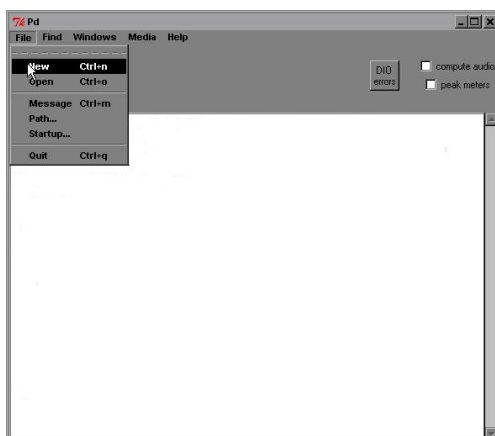 Pd
File Find Windows Media Help
New Ctrl+n
Open Ctrl+o
Message Ctrl+m
Path...
Startup...
Quit Ctrl+q
DIO
errors
compute audio
peak meters